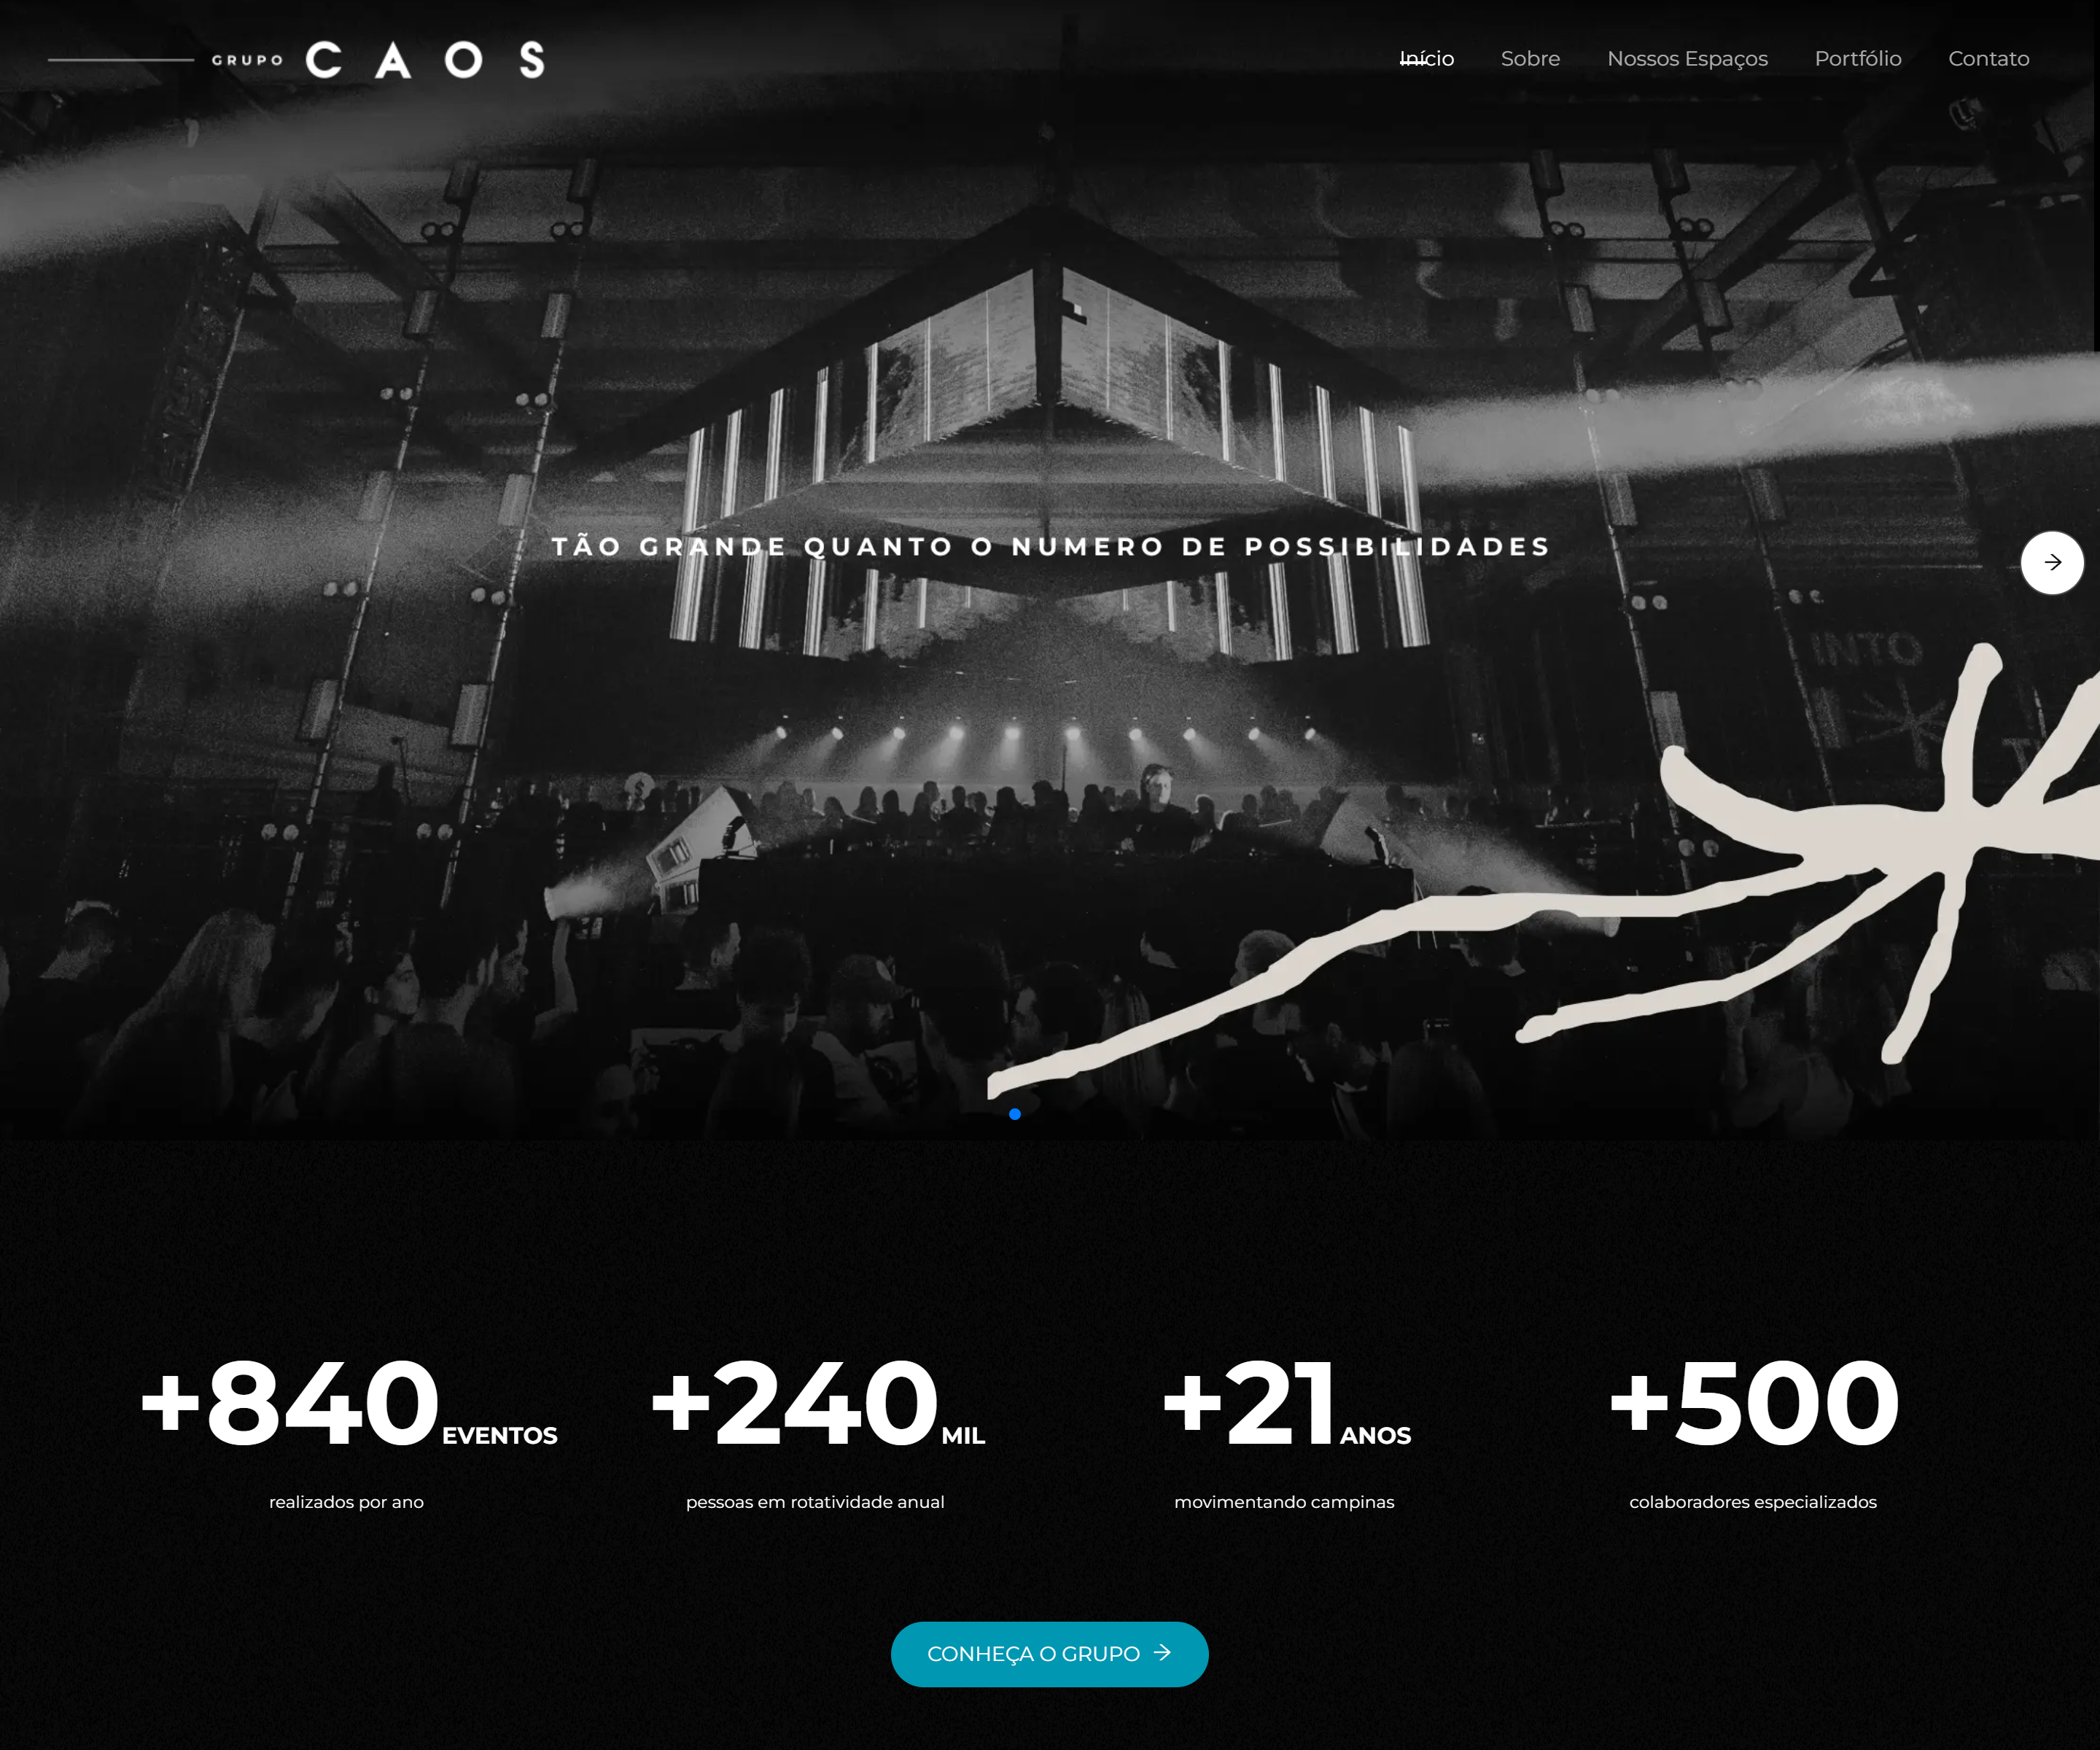 GRUPO CAOS
Início Sobre Nossos Espaços Portfólio Contato
TÃO GRANDE QUANTO O NUMERO DE POSSIBILIDADES
INTO
+840 EVENTOS
realizados por ano
+240 MIL
pessoas em rotatividade anual
+21 ANOS
movimentando campinas
+500
colaboradores especializados
CONHEÇA O GRUPO